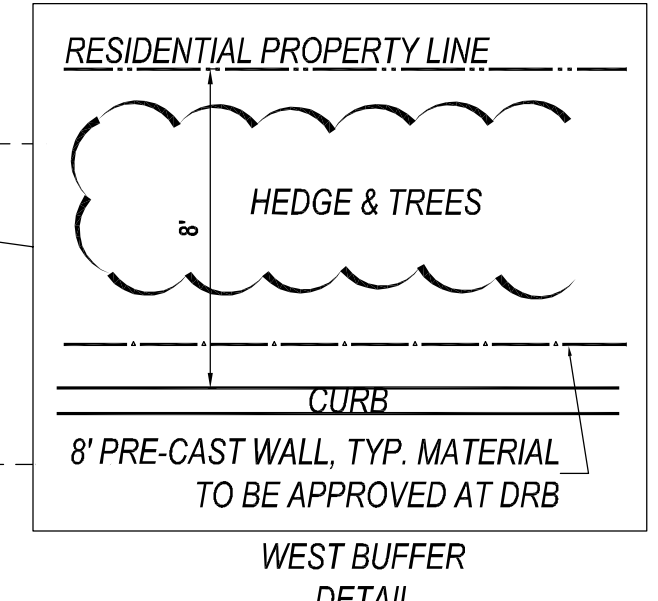 RESIDENTIAL PROPERTY LINE
8'
HEDGE & TREES
CURB
8' PRE-CAST WALL, TYP. MATERIAL
TO BE APPROVED AT DRB
WEST BUFFER
DETAIL